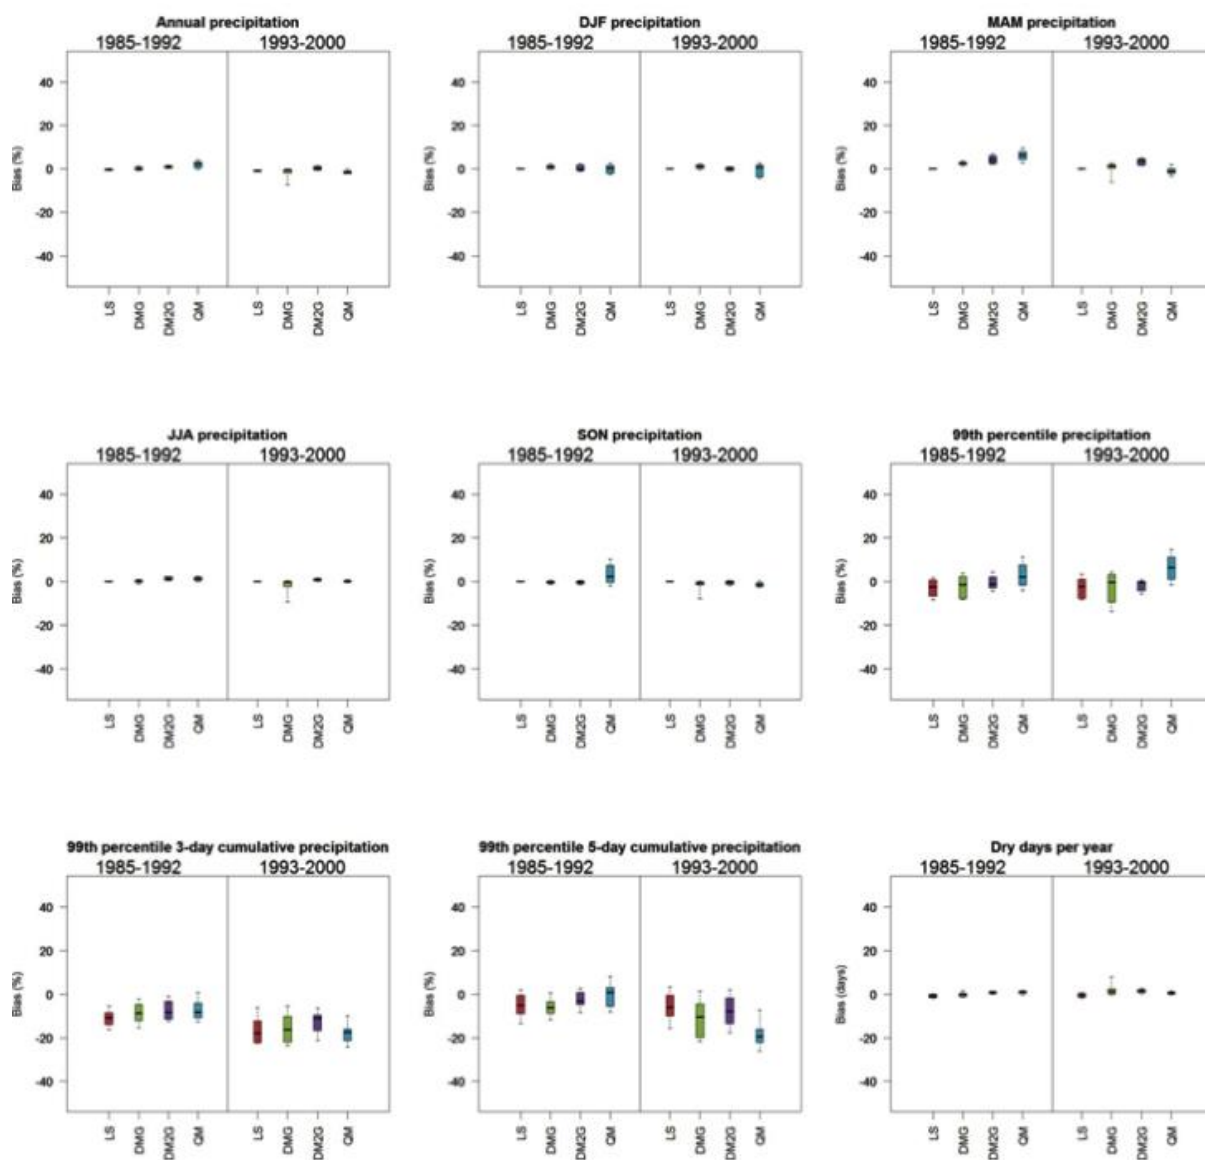 Annual precipitation
1985-1992 1993-2000
Bias (%)
40
20
0
-20
-40
LS DMG DM2G QM LS DMG DM2G QM
DJF precipitation
1985-1992 1993-2000
Bias (%)
40
20
0
-20
-40
LS DMG DM2G QM LS DMG DM2G QM
MAM precipitation
1985-1992 1993-2000
Bias (%)
40
20
0
-20
-40
LS DMG DM2G QM LS DMG DM2G QM
JJA precipitation
1985-1992 1993-2000
Bias (%)
40
20
0
-20
-40
LS DMG DM2G QM LS DMG DM2G QM
SON precipitation
1985-1992 1993-2000
Bias (%)
40
20
0
-20
-40
LS DMG DM2G QM LS DMG DM2G QM
99th percentile precipitation
1985-1992 1993-2000
Bias (%)
40
20
0
-20
-40
LS DMG DM2G QM LS DMG DM2G QM
99th percentile 3-day cumulative precipitation
1985-1992 1993-2000
Bias (%)
40
20
0
-20
-40
LS DMG DM2G QM LS DMG DM2G QM
99th percentile 5-day cumulative precipitation
1985-1992 1993-2000
Bias (%)
40
20
0
-20
-40
LS DMG DM2G QM LS DMG DM2G QM
Dry days per year
1985-1992 1993-2000
Bias (days)
40
20
0
-20
-40
LS DMG DM2G QM LS DMG DM2G QM